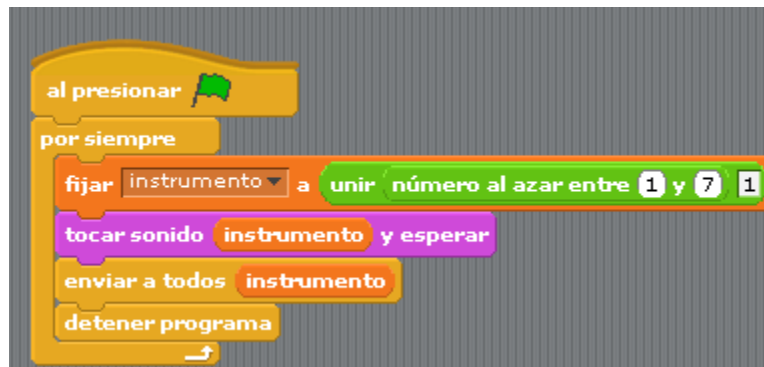 al presionar
por siempre
fijar instrumento a unir número al azar entre 1 y 7 1
tocar sonido instrumento y esperar
enviar a todos instrumento
detener programa